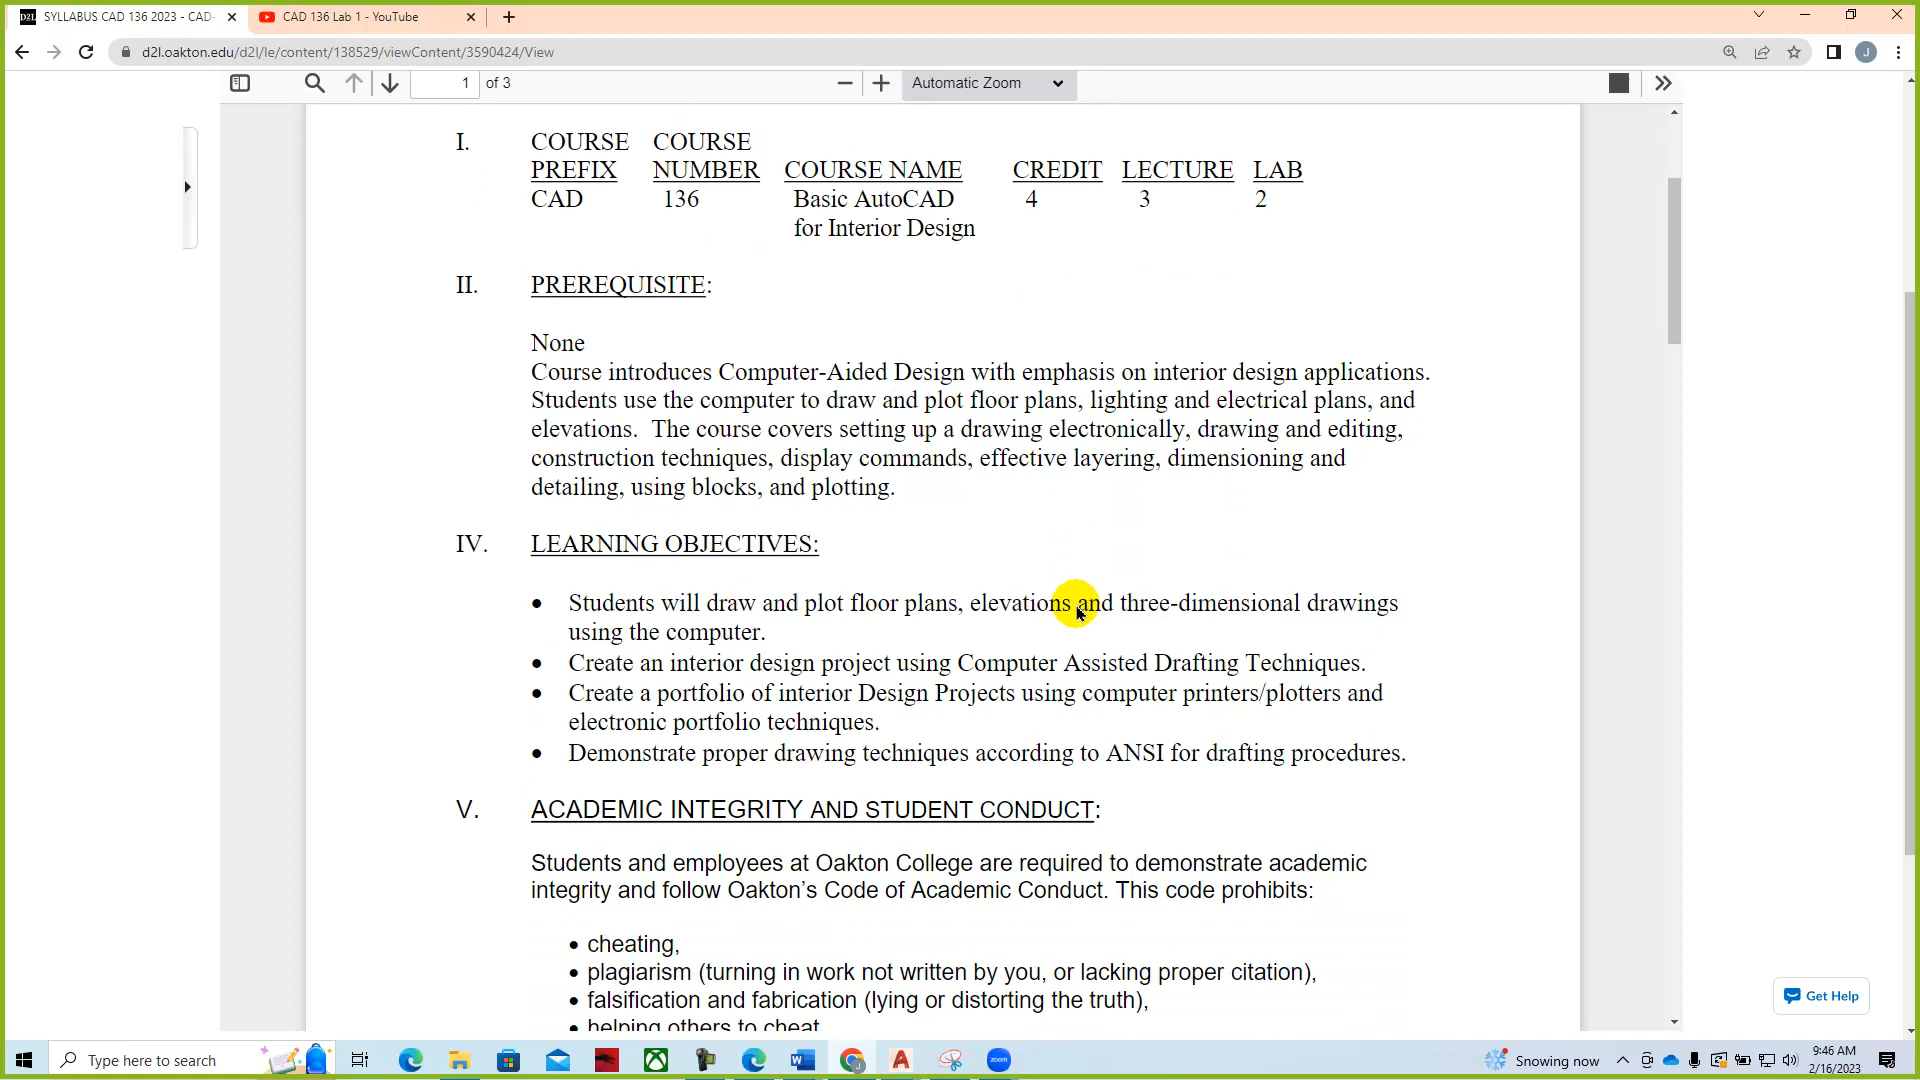 SYLLABUS CAD 136 2023 - CAD-
CAD 136 Lab 1 - YouTube
d2l.oakton.edu/d2l/le/content/138529/viewContent/3590424/View
1 of 3
Automatic Zoom
I. COURSE COURSE
PREFIX NUMBER COURSE NAME CREDIT LECTURE LAB
CAD 136 Basic AutoCAD 4 3 2
for Interior Design
II. PREREQUISITE:
None
Course introduces Computer-Aided Design with emphasis on interior design applications.
Students use the computer to draw and plot floor plans, lighting and electrical plans, and
elevations. The course covers setting up a drawing electronically, drawing and editing,
construction techniques, display commands, effective layering, dimensioning and
detailing, using blocks, and plotting.
IV. LEARNING OBJECTIVES:
• Students will draw and plot floor plans, elevations and three-dimensional drawings
using the computer.
• Create an interior design project using Computer Assisted Drafting Techniques.
• Create a portfolio of interior Design Projects using computer printers/plotters and
electronic portfolio techniques.
• Demonstrate proper drawing techniques according to ANSI for drafting procedures.
V. ACADEMIC INTEGRITY AND STUDENT CONDUCT:
Students and employees at Oakton College are required to demonstrate academic
integrity and follow Oakton’s Code of Academic Conduct. This code prohibits:
• cheating,
• plagiarism (turning in work not written by you, or lacking proper citation),
• falsification and fabrication (lying or distorting the truth),
• helping others to cheat
Get Help
Type here to search
zoom
Snowing now
9:46 AM
2/16/2023